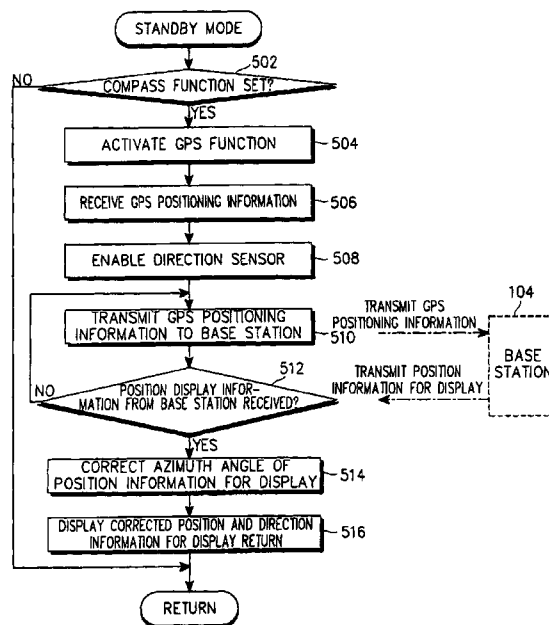 STANDBY MODE
502
NO
COMPASS FUNCTION SET?
YES
ACTIVATE GPS FUNCTION
504
RECEIVE GPS POSITIONING INFORMATION
506
ENABLE DIRECTION SENSOR
508
TRANSMIT GPS POSITIONING
INFORMATION TO BASE STATION
510
TRANSMIT GPS
POSITIONING INFORMATION
104
BASE
STATION
TRANSMIT POSITION
INFORMATION FOR DISPLAY
512
NO
POSITION DISPLAY INFOR-
MATION FROM BASE STATION RECEIVED?
YES
CORRECT AZIMUTH ANGLE OF
POSITION INFORMATION FOR DISPLAY
514
DISPLAY CORRECTED POSITION AND DIRECTION
INFORMATION FOR DISPLAY RETURN
516
RETURN